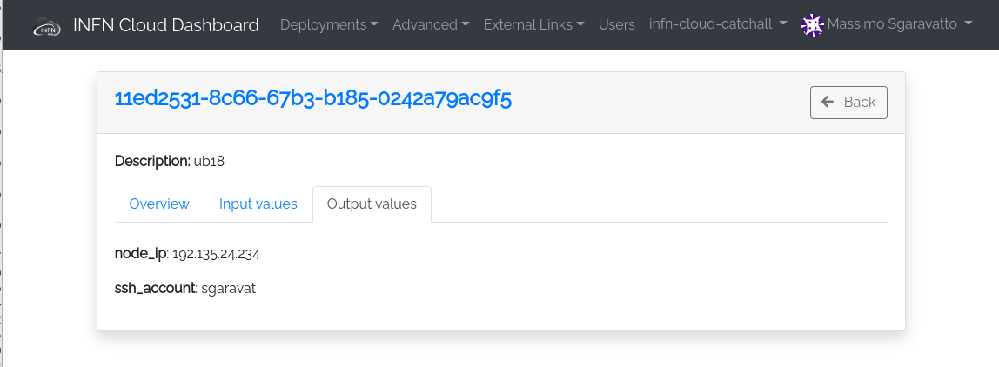 INFN INFN Cloud Dashboard Deployments Advanced External Links Users infn-cloud-catchall Massimo Sgaravatto
11ed2531-8c66-67b3-b185-0242a79ac9f5 Back
Description: ub18
Overview Input values Output values
node_ip: 192.135.24.234
ssh_account: sgaravat